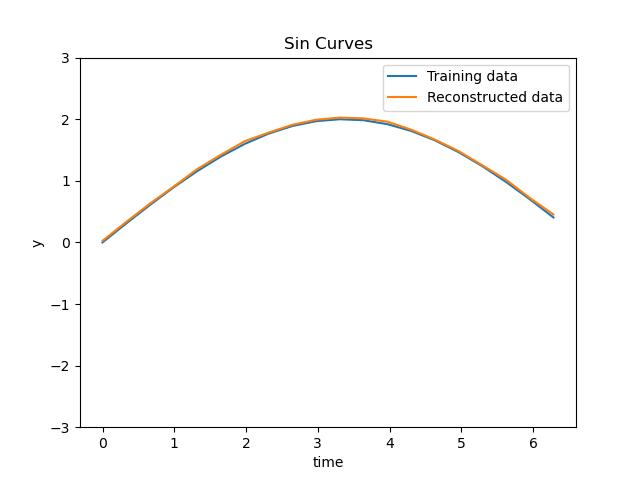 Sin Curves
Training data
Reconstructed data
3
2
1
0
−1
−2
−3
y
0 1 2 3 4 5 6
time